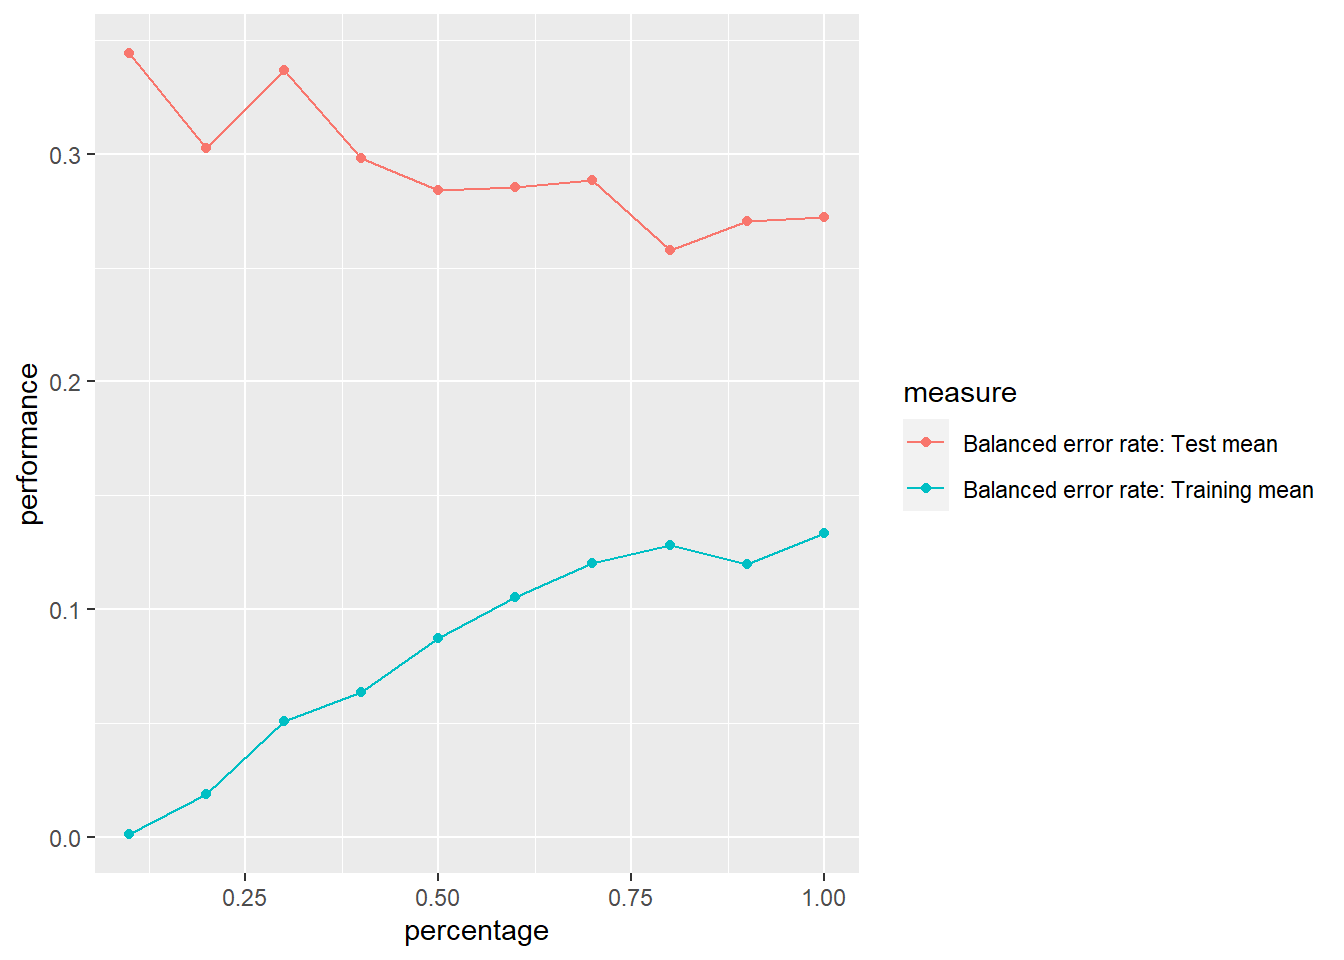 0.3
0.2
0.1
0.0
performance
0.25 0.50 0.75 1.00
percentage
measure
Balanced error rate: Test mean
Balanced error rate: Training mean